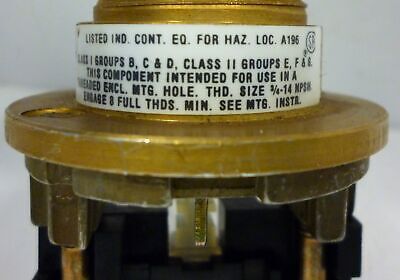 LISTED IND. CONT. EQ. FOR HAZ. LOC. A196
CLASS I GROUPS B, C & D, CLASS II GROUPS E, F & G.
THIS COMPONENT INTENDED FOR USE IN A
THREADED ENCL. MTG. HOLE, THD. SIZE ¾-14 NPSM.
ENGAGE 8 FULL THDS. MIN. SEE MTG. INSTR.